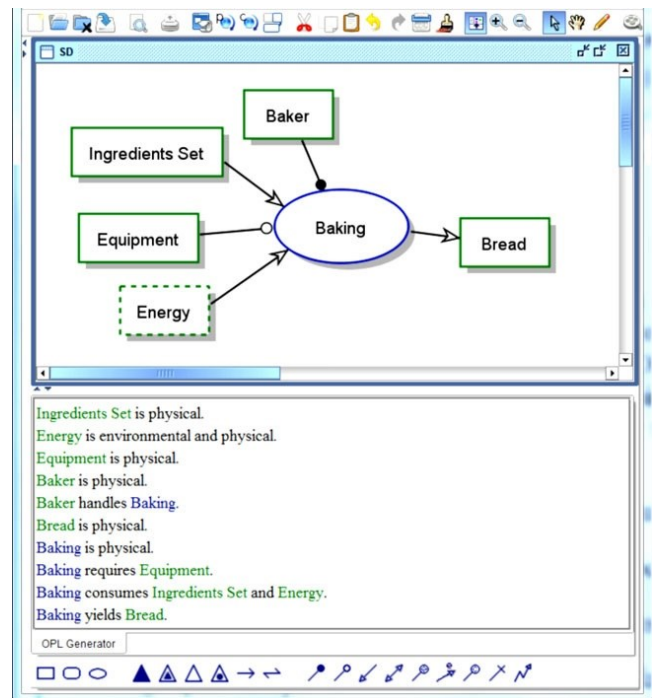 SD
Baker
Ingredients Set
Equipment
Baking
Bread
Energy
Ingredients Set is physical.
Energy is environmental and physical.
Equipment is physical.
Baker is physical.
Baker handles Baking.
Bread is physical.
Baking is physical.
Baking requires Equipment.
Baking consumes Ingredients Set and Energy.
Baking yields Bread.
OPL Generator